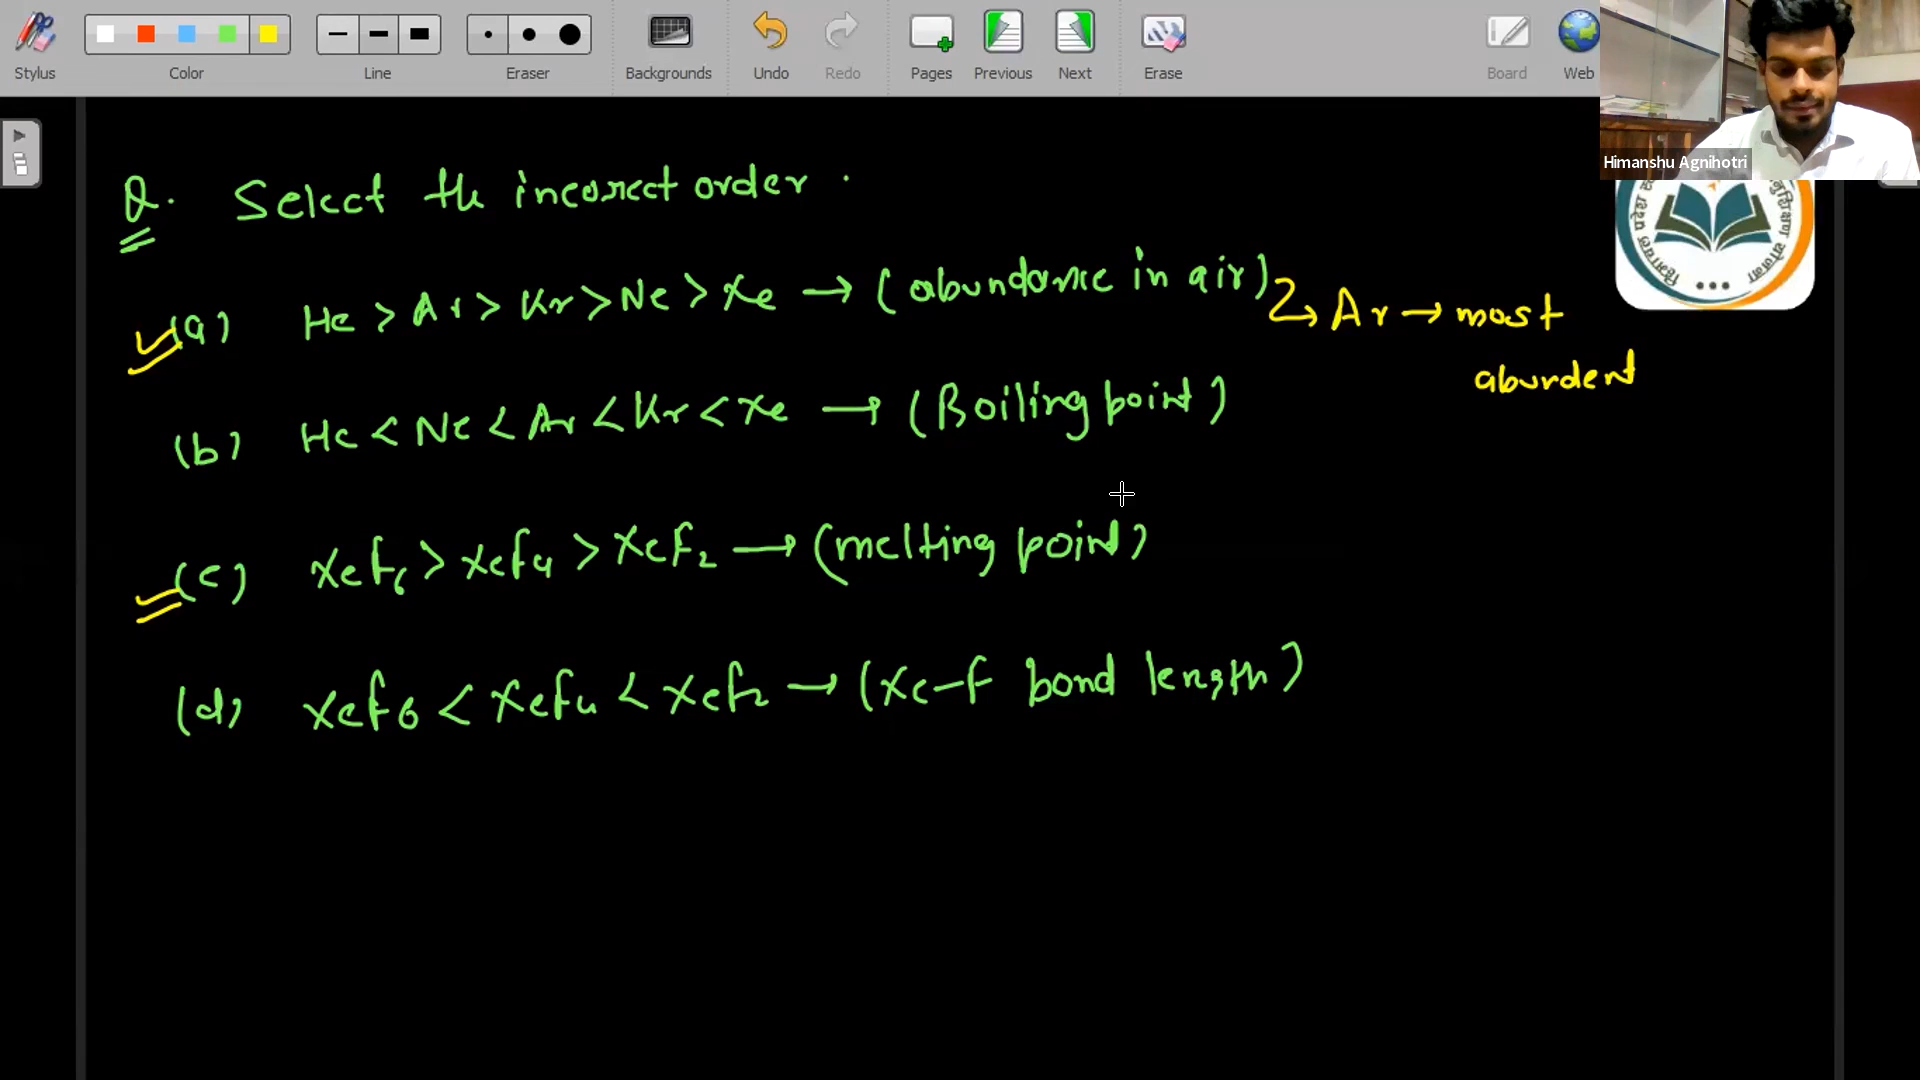 Stylus Color Line Eraser Backgrounds Undo Redo Pages Previous Next Erase Board Web
Himanshu Agnihotri
Q. Select the incorrect order.
(a) He > Ar > Kr > Ne > Xe → (abundance in air) → Ar → most
abundent
(b) He < Ne < Ar < Kr < Xe → (Boiling point)
(c) XeF₆ > XeF₄ > XeF₂ → (melting point)
(d) XeF6 < XeF₄ < XeF₂ → (Xe-F bond length)